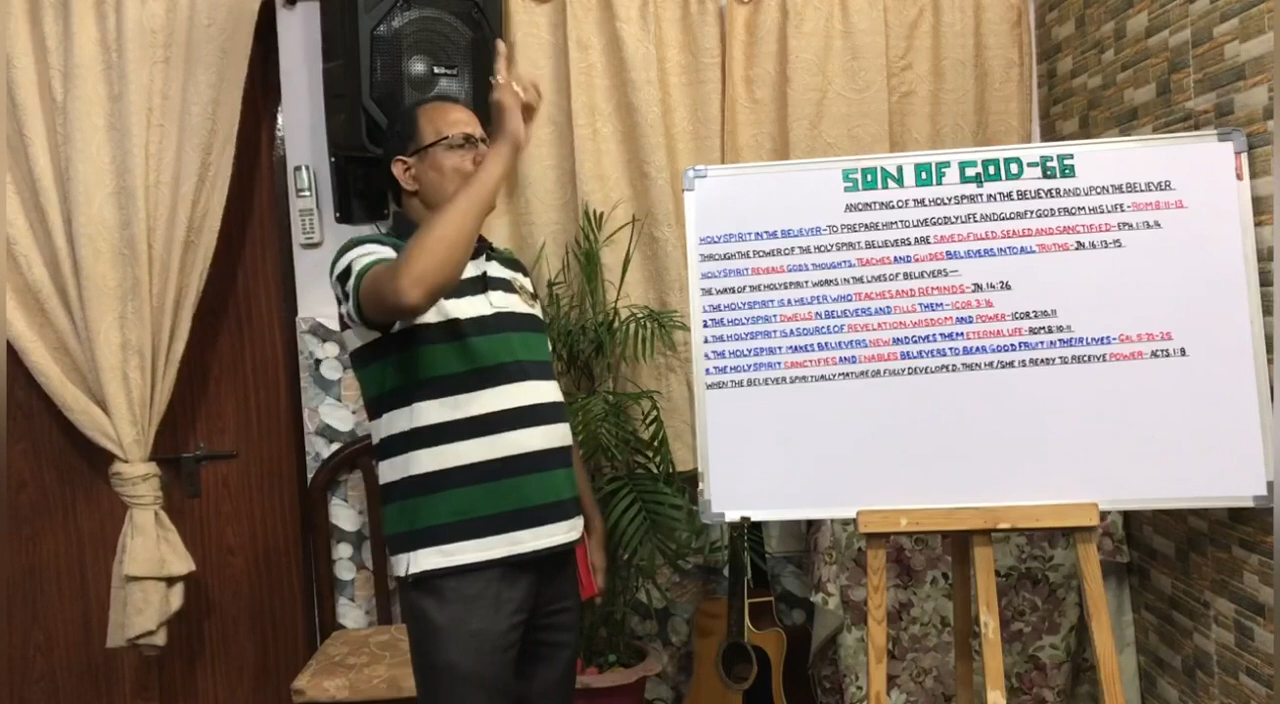 SON OF GOD-66
ANOINTING OF THE HOLY SPIRIT IN THE BELIEVER AND UPON THE BELIEVER
HOLY SPIRIT IN THE BELIEVER-TO PREPARE HIM TO LIVE GODLY LIFE AND GLORIFY GOD FROM HIS LIFE-ROM.8:11-13
THROUGH THE POWER OF THE HOLY SPIRIT, BELIEVERS ARE SAVED, FILLED, SEALED AND SANCTIFIED-EPH.1:13,14
HOLY SPIRIT REVEALS GOD'S THOUGHTS, TEACHES AND GUIDES BELIEVERS INTO ALL TRUTHS-JN.16:13-15
THE WAYS OF THE HOLY SPIRIT WORKS IN THE LIVES OF BELIEVERS-
1.THE HOLY SPIRIT IS A HELPER WHO TEACHES AND REMINDS-JN.14:26
2.THE HOLY SPIRIT DWELLS IN BELIEVERS AND FILLS THEM-1COR.3:16
3.THE HOLY SPIRIT IS A SOURCE OF REVELATION, WISDOM AND POWER-1COR 2:10,11
4.THE HOLY SPIRIT MAKES BELIEVERS NEW AND GIVES THEM ETERNAL LIFE-ROM.8:10-11
5.THE HOLY SPIRIT SANCTIFIES AND ENABLES BELIEVERS TO BEAR GOOD FRUIT IN THEIR LIVES-GAL 5:22-25
WHEN THE BELIEVER SPIRITUALLY MATURE OR FULLY DEVELOPED, THEN HE/SHE IS READY TO RECEIVE POWER-ACTS.1:8